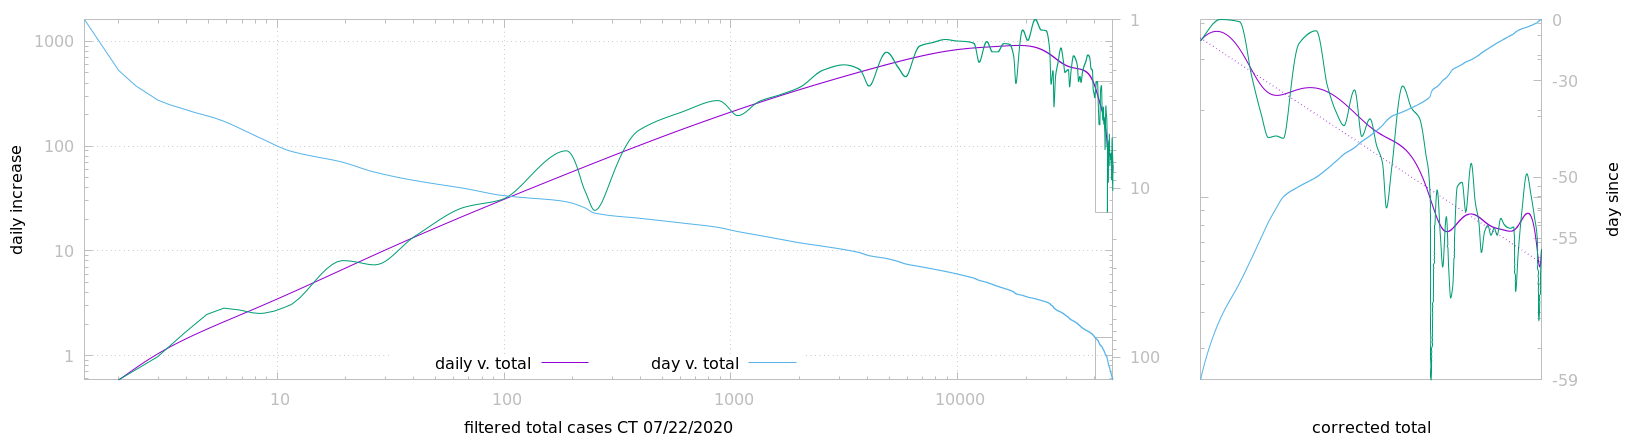 1000
100
10
1
daily increase
10
100
1000
10000
filtered total cases CT 07/22/2020
daily v. total
day v. total
1
10
100
0
-30
-50
-55
-59
day since
corrected total